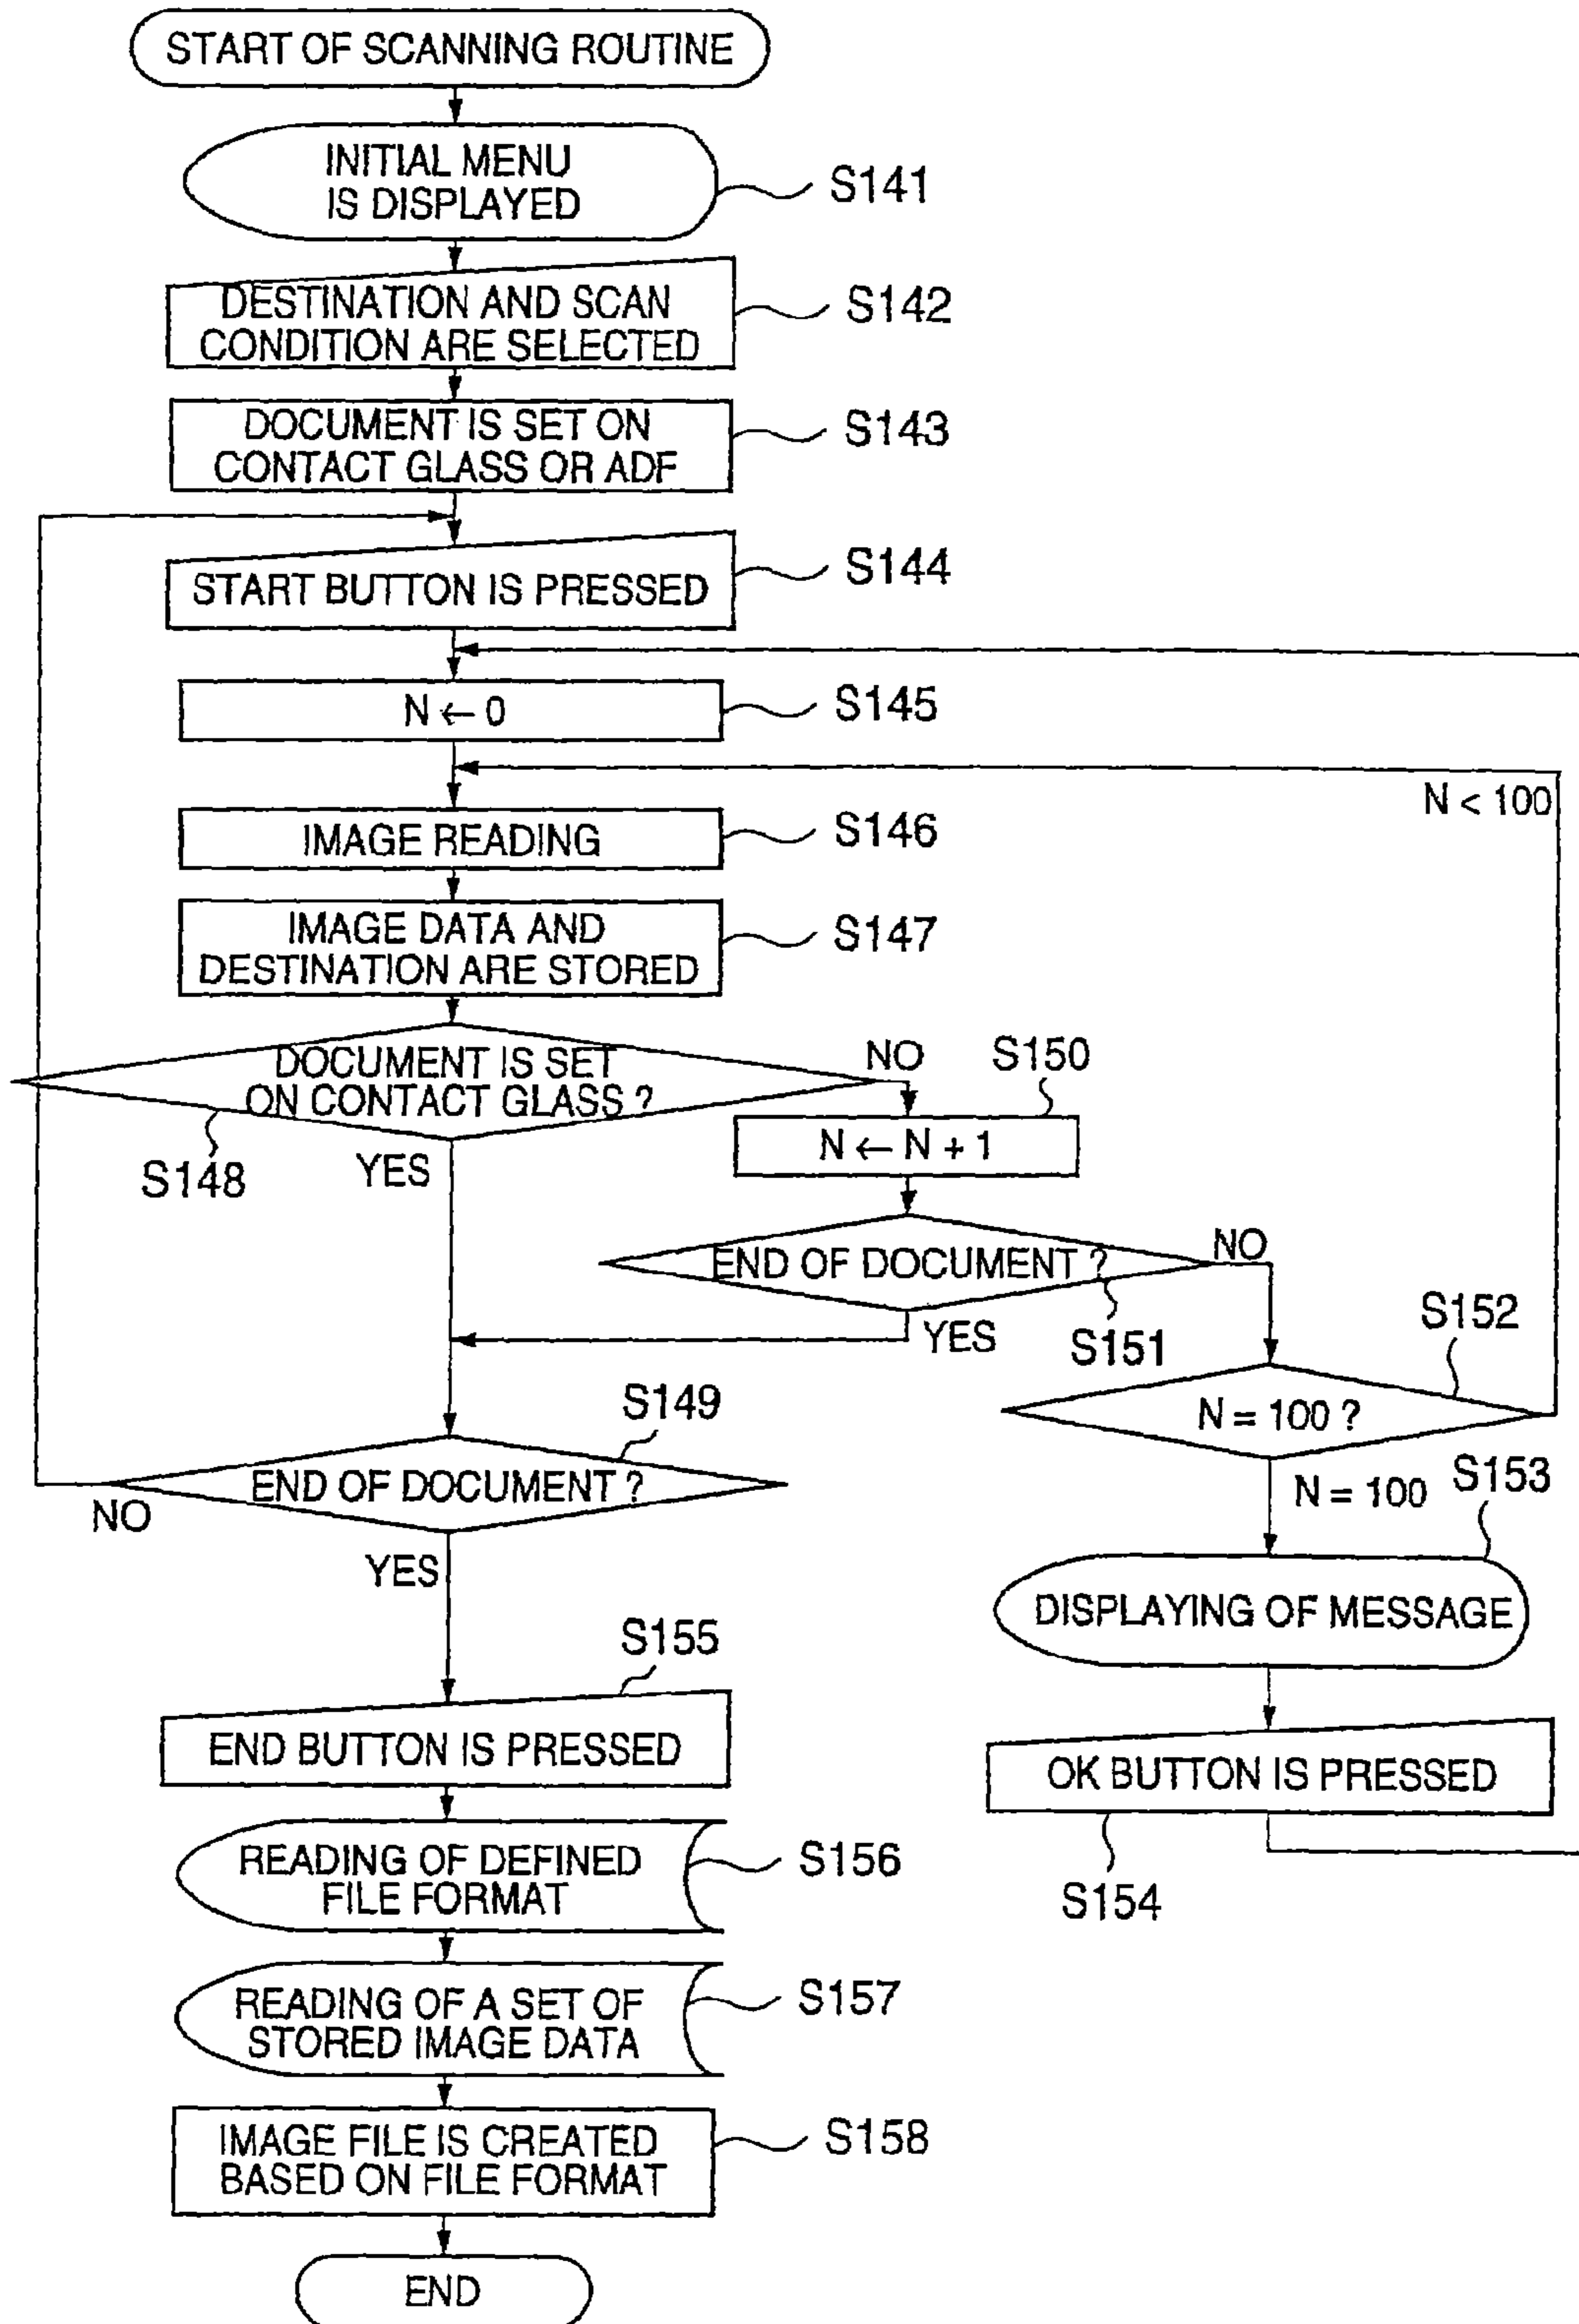 START OF SCANNING ROUTINE
INITIAL MENU
IS DISPLAYED
S141
DESTINATION AND SCAN
CONDITION ARE SELECTED
S142
DOCUMENT IS SET ON
CONTACT GLASS OR ADF
S143
START BUTTON IS PRESSED
S144
N ← 0
S145
N < 100
IMAGE READING
S146
IMAGE DATA AND
DESTINATION ARE STORED
S147
DOCUMENT IS SET
ON CONTACT GLASS ?
NO
S150
S148
YES
N ← N + 1
END OF DOCUMENT ?
NO
YES
S151
S152
N = 100 ?
S149
END OF DOCUMENT ?
NO
YES
N = 100
S153
DISPLAYING OF MESSAGE
S155
END BUTTON IS PRESSED
OK BUTTON IS PRESSED
S154
READING OF DEFINED
FILE FORMAT
S156
READING OF A SET OF
STORED IMAGE DATA
S157
IMAGE FILE IS CREATED
BASED ON FILE FORMAT
S158
END